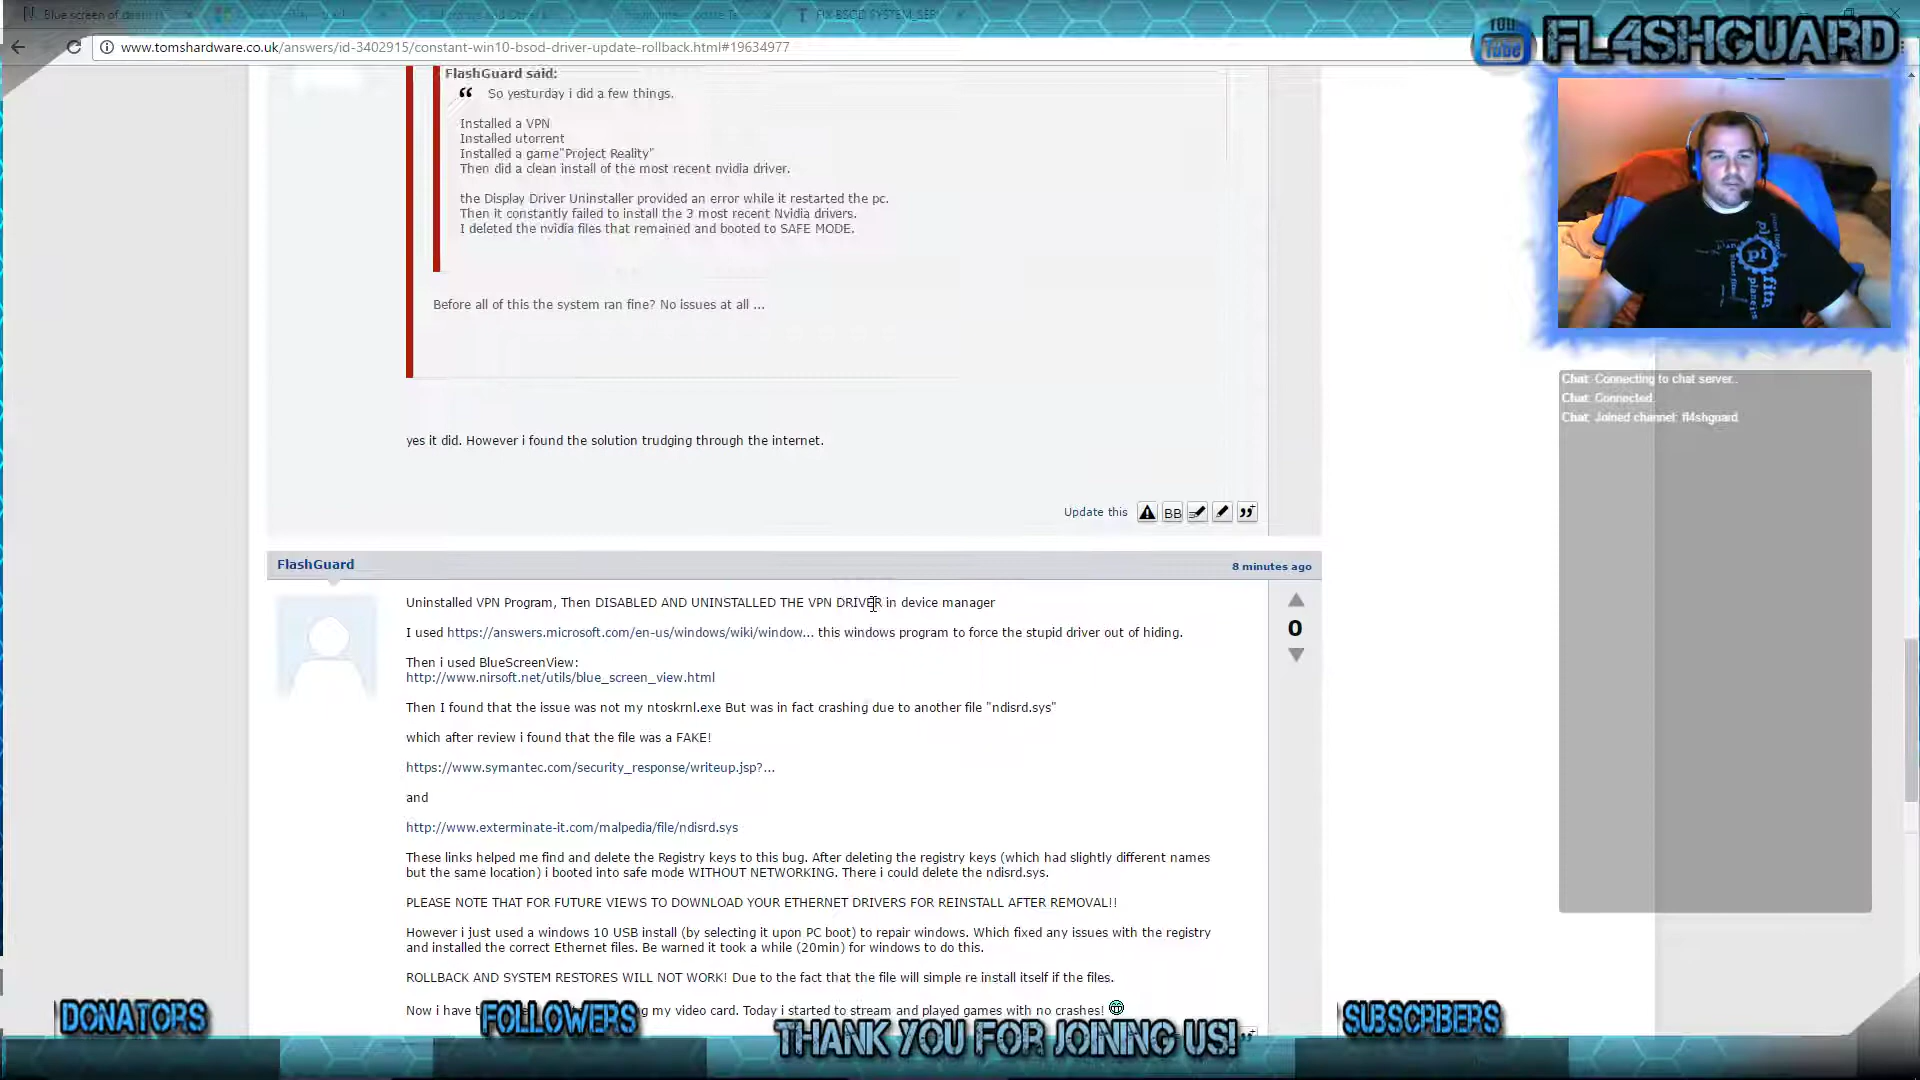 Blue screen of death
FIX BSOD SYSTEM_SER
www.tomshardware.co.uk/answers/id-3402915/constant-win10-bsod-driver-update-rollback.html#19634977
You Tube FL4SHGUARD
FlashGuard said:
So yesturday i did a few things.
Installed a VPN
Installed utorrent
Installed a game"Project Reality"
Then did a clean install of the most recent nvidia driver.
the Display Driver Uninstaller provided an error while it restarted the pc.
Then it constantly failed to install the 3 most recent Nvidia drivers.
I deleted the nvidia files that remained and booted to SAFE MODE.
Before all of this the system ran fine? No issues at all ...
yes it did. However i found the solution trudging through the internet.
Update this BB
FlashGuard
8 minutes ago
Uninstalled VPN Program, Then DISABLED AND UNINSTALLED THE VPN DRIVER in device manager
I used https://answers.microsoft.com/en-us/windows/wiki/window... this windows program to force the stupid driver out of hiding.
Then i used BlueScreenView:
http://www.nirsoft.net/utils/blue_screen_view.html
Then I found that the issue was not my ntoskrnl.exe But was in fact crashing due to another file "ndisrd.sys"
which after review i found that the file was a FAKE!
https://www.symantec.com/security_response/writeup.jsp?...
and
http://www.exterminate-it.com/malpedia/file/ndisrd.sys
These links helped me find and delete the Registry keys to this bug. After deleting the registry keys (which had slightly different names
but the same location) i booted into safe mode WITHOUT NETWORKING. There i could delete the ndisrd.sys.
PLEASE NOTE THAT FOR FUTURE VIEWS TO DOWNLOAD YOUR ETHERNET DRIVERS FOR REINSTALL AFTER REMOVAL!!
However i just used a windows 10 USB install (by selecting it upon PC boot) to repair windows. Which fixed any issues with the registry
and installed the correct Ethernet files. Be warned it took a while (20min) for windows to do this.
ROLLBACK AND SYSTEM RESTORES WILL NOT WORK! Due to the fact that the file will simple re install itself if the files.
Now i have my video card. Today i started to stream and played games with no crashes!
0
Chat: Connecting to chat server..
Chat: Connected.
Chat: Joined channel: fl4shguard
DONATORS
FOLLOWERS
THANK YOU FOR JOINING US!
SUBSCRIBERS